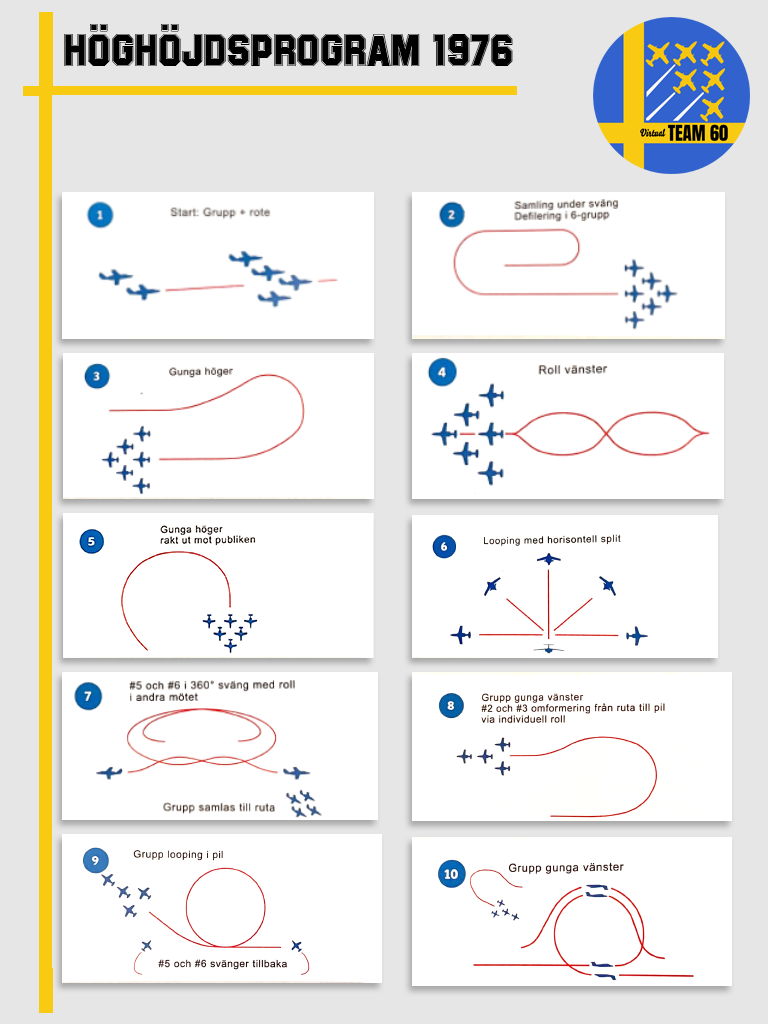 HÖGHÖJDSPROGRAM 1976
Virtual TEAM 60
1
Start: Grupp + rote
2
Samling under sväng
Defilering i 6-grupp
3
Gunga höger
4
Roll vänster
5
Gunga höger
rakt ut mot publiken
6
Looping med horisontell split
7
#5 och #6 i 360° sväng med roll
i andra mötet
Grupp samlas till ruta
8
Grupp gunga vänster
#2 och #3 omformering från ruta till pil
via individuell roll
9
Grupp looping i pil
#5 och #6 svänger tillbaka
10
Grupp gunga vänster